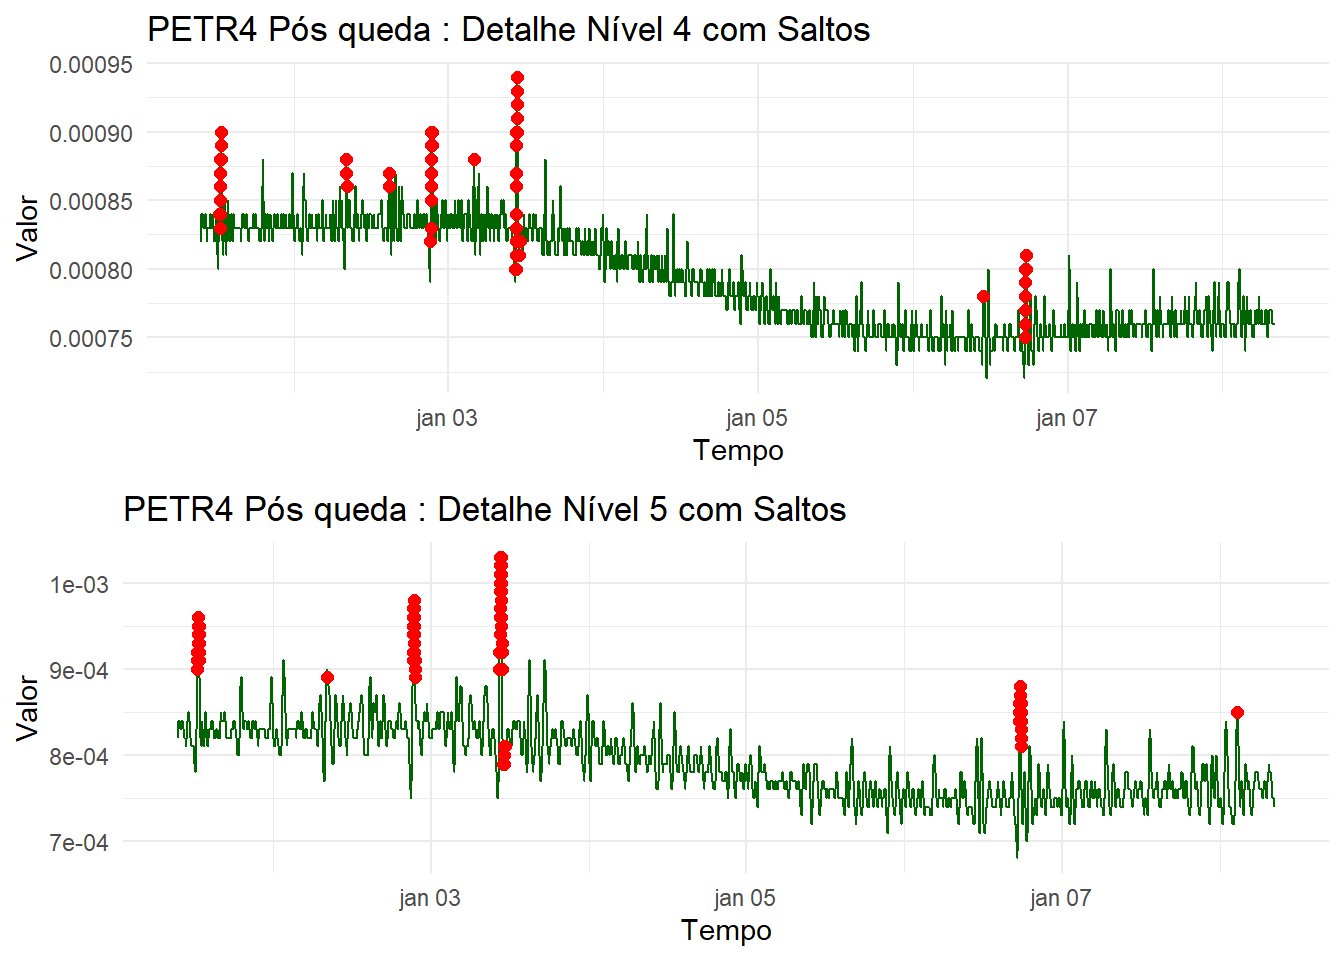 PETR4 Pós queda : Detalhe Nível 4 com Saltos
0.00095
0.00090
0.00085
0.00080
0.00075
Valor
jan 03
jan 05
jan 07
Tempo
PETR4 Pós queda : Detalhe Nível 5 com Saltos
1e-03
9e-04
8e-04
7e-04
Valor
jan 03
jan 05
jan 07
Tempo